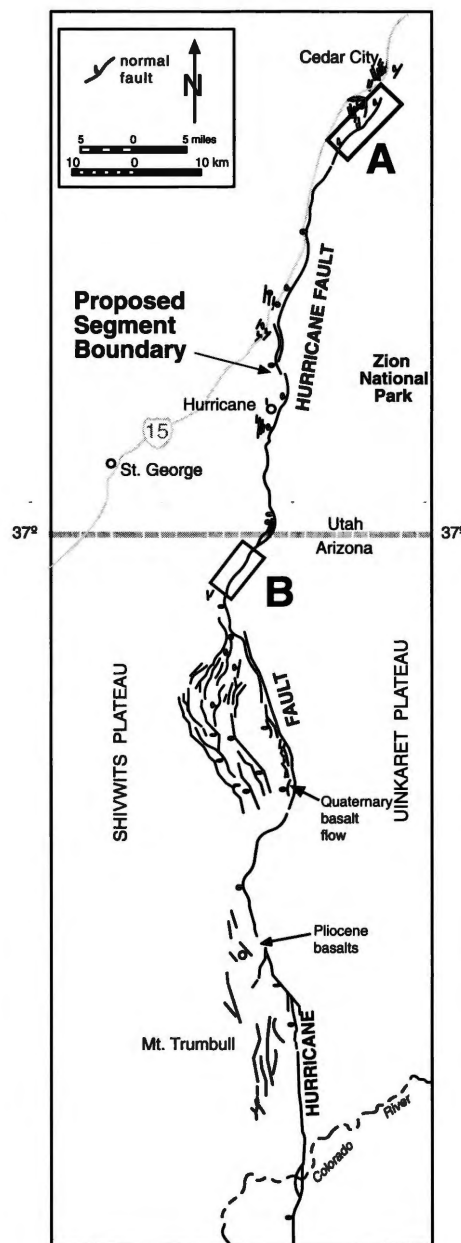 Cedar City
normal
fault
N
5 0 5 miles
10 0 10 km
A
HURRICANE FAULT
Proposed
Segment
Boundary
Zion
National
Park
Hurricane
15
St. George
37º
Utah
37º
Arizona
B
SHIVWITS PLATEAU
FAULT
UINKARET PLATEAU
Quaternary
basalt
flow
Pliocene
basalts
Mt. Trumbull
HURRICANE
Colorado River